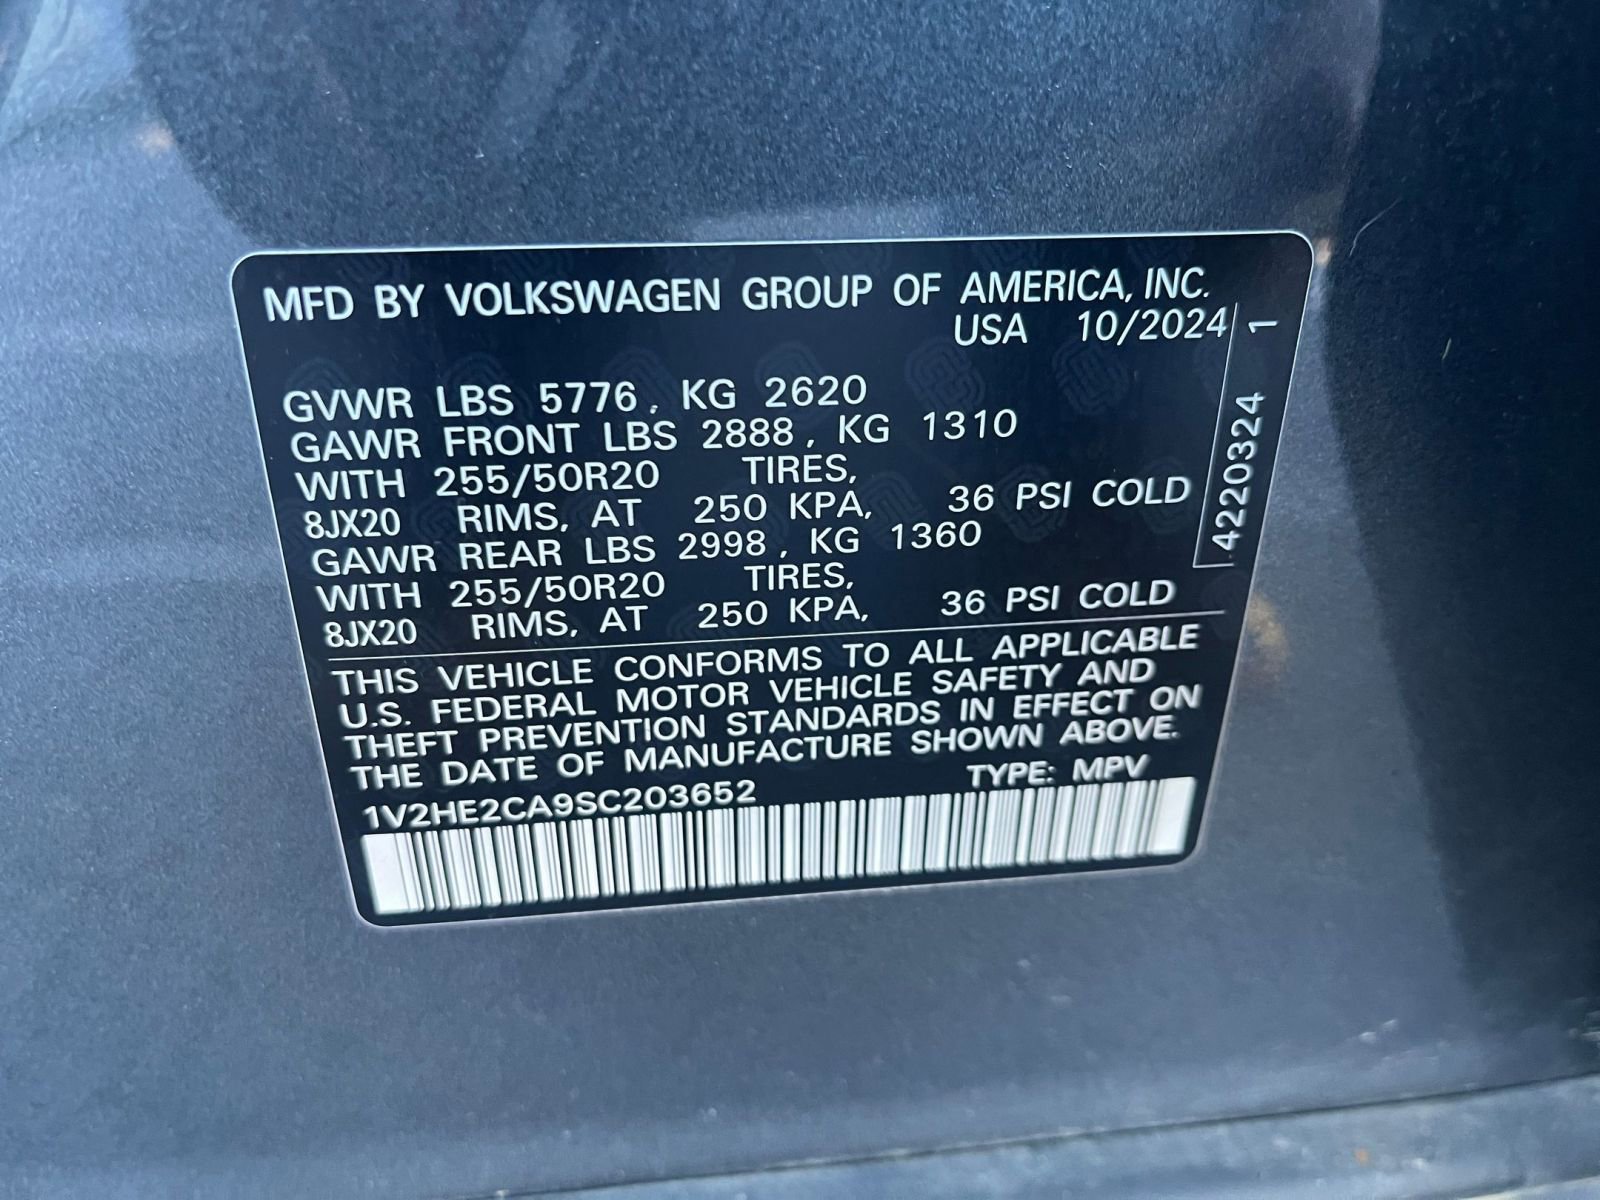 MFD BY VOLKSWAGEN GROUP OF AMERICA, INC.
USA 10/2024
GVWR LBS 5776, KG 2620
GAWR FRONT LBS 2888, KG 1310
WITH 255/50R20 TIRES,
8JX20 RIMS, AT 250 KPA, 36 PSI COLD
GAWR REAR LBS 2998, KG 1360
WITH 255/50R20 TIRES,
8JX20 RIMS, AT 250 KPA, 36 PSI COLD
THIS VEHICLE CONFORMS TO ALL APPLICABLE
U.S. FEDERAL MOTOR VEHICLE SAFETY AND
THEFT PREVENTION STANDARDS IN EFFECT ON
THE DATE OF MANUFACTURE SHOWN ABOVE.
1V2HE2CA9SC203652 TYPE: MPV
4220324 1